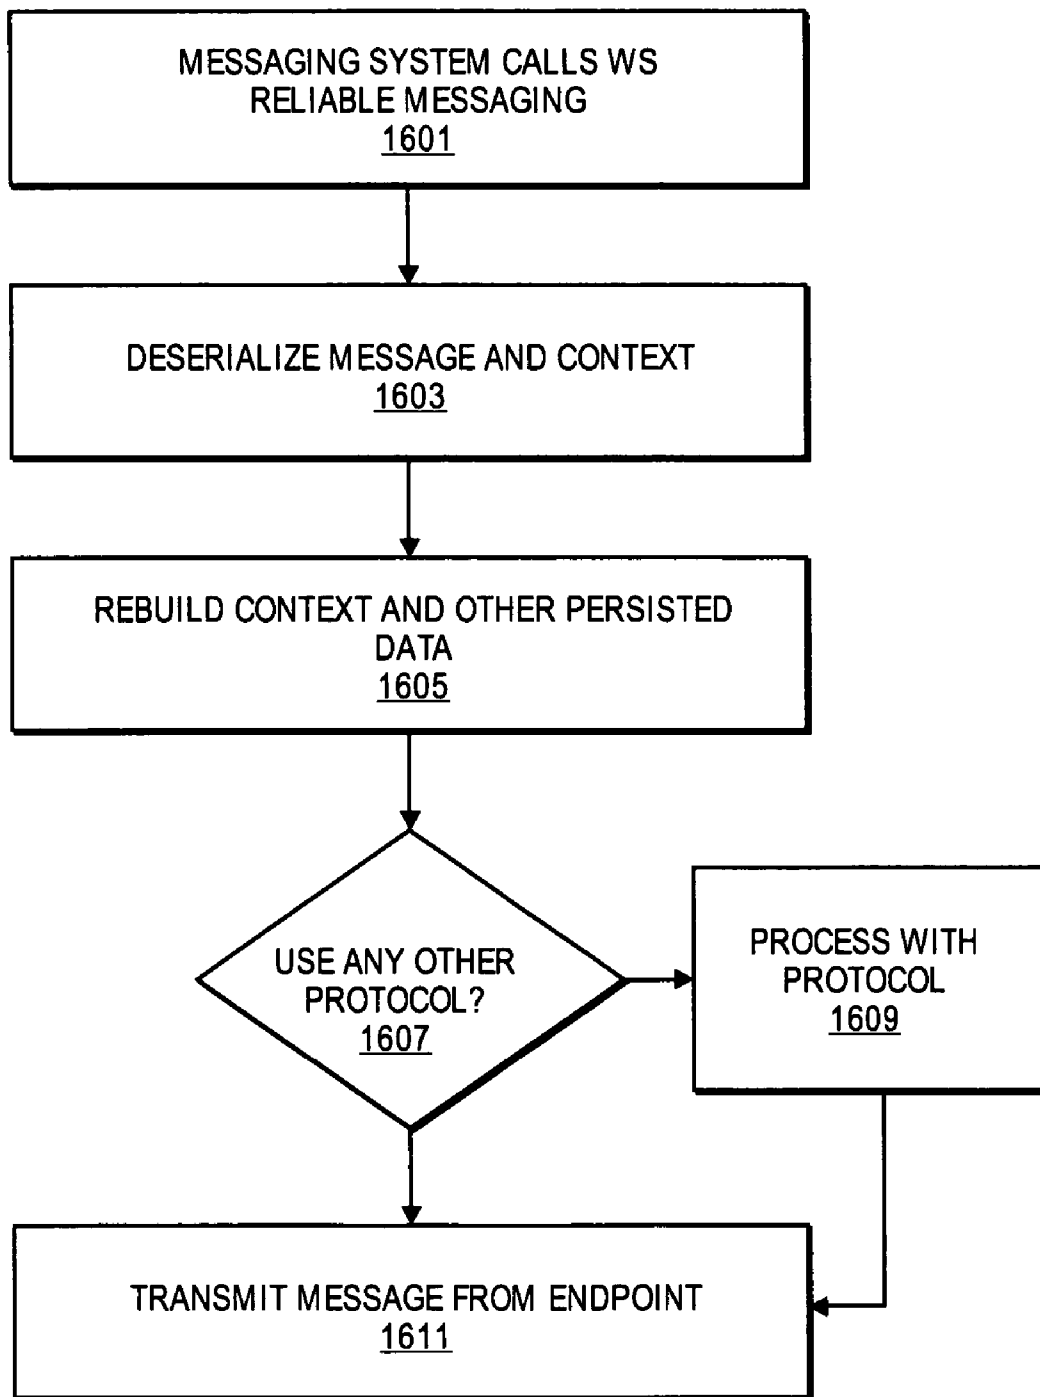 MESSAGING SYSTEM CALLS WS
RELIABLE MESSAGING
1601
DESERIALIZE MESSAGE AND CONTEXT
1603
REBUILD CONTEXT AND OTHER PERSISTED
DATA
1605
USE ANY OTHER
PROTOCOL?
1607
PROCESS WITH
PROTOCOL
1609
TRANSMIT MESSAGE FROM ENDPOINT
1611